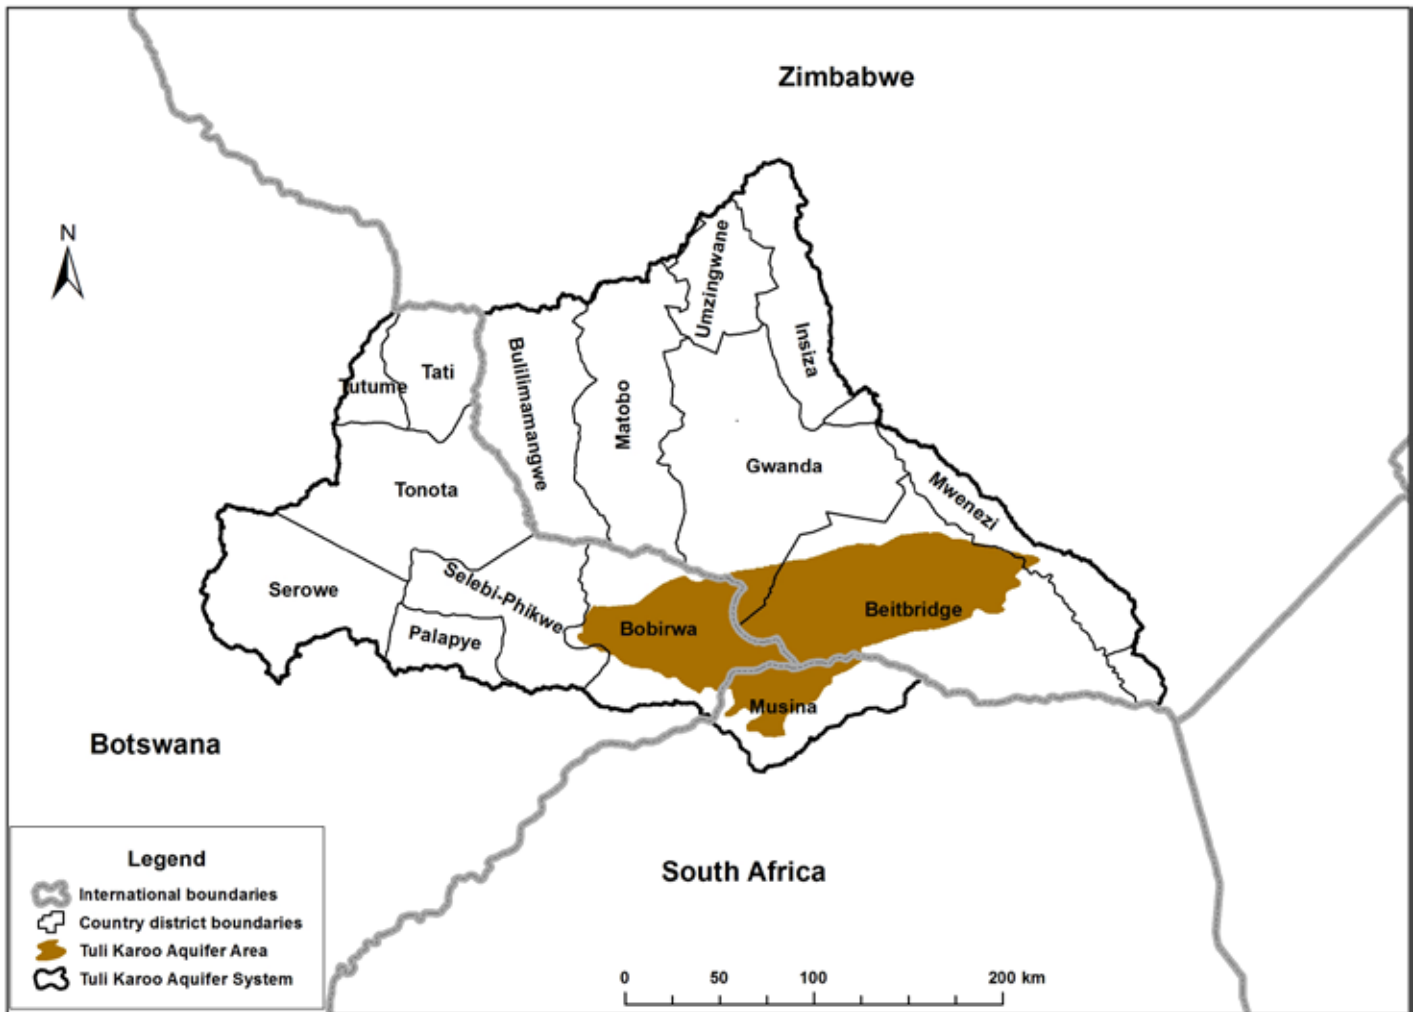 Zimbabwe
N
Umzingwane
Insiza
Bulilimamangwe
Tati
Tutume
Matobo
Gwanda
Mwenezi
Tonota
Serowe
Selebi-Phikwe
Palapye
Bobirwa
Beitbridge
Musina
Botswana
South Africa
Legend
International boundaries
Country district boundaries
Tuli Karoo Aquifer Area
Tuli Karoo Aquifer System
0 50 100 200 km